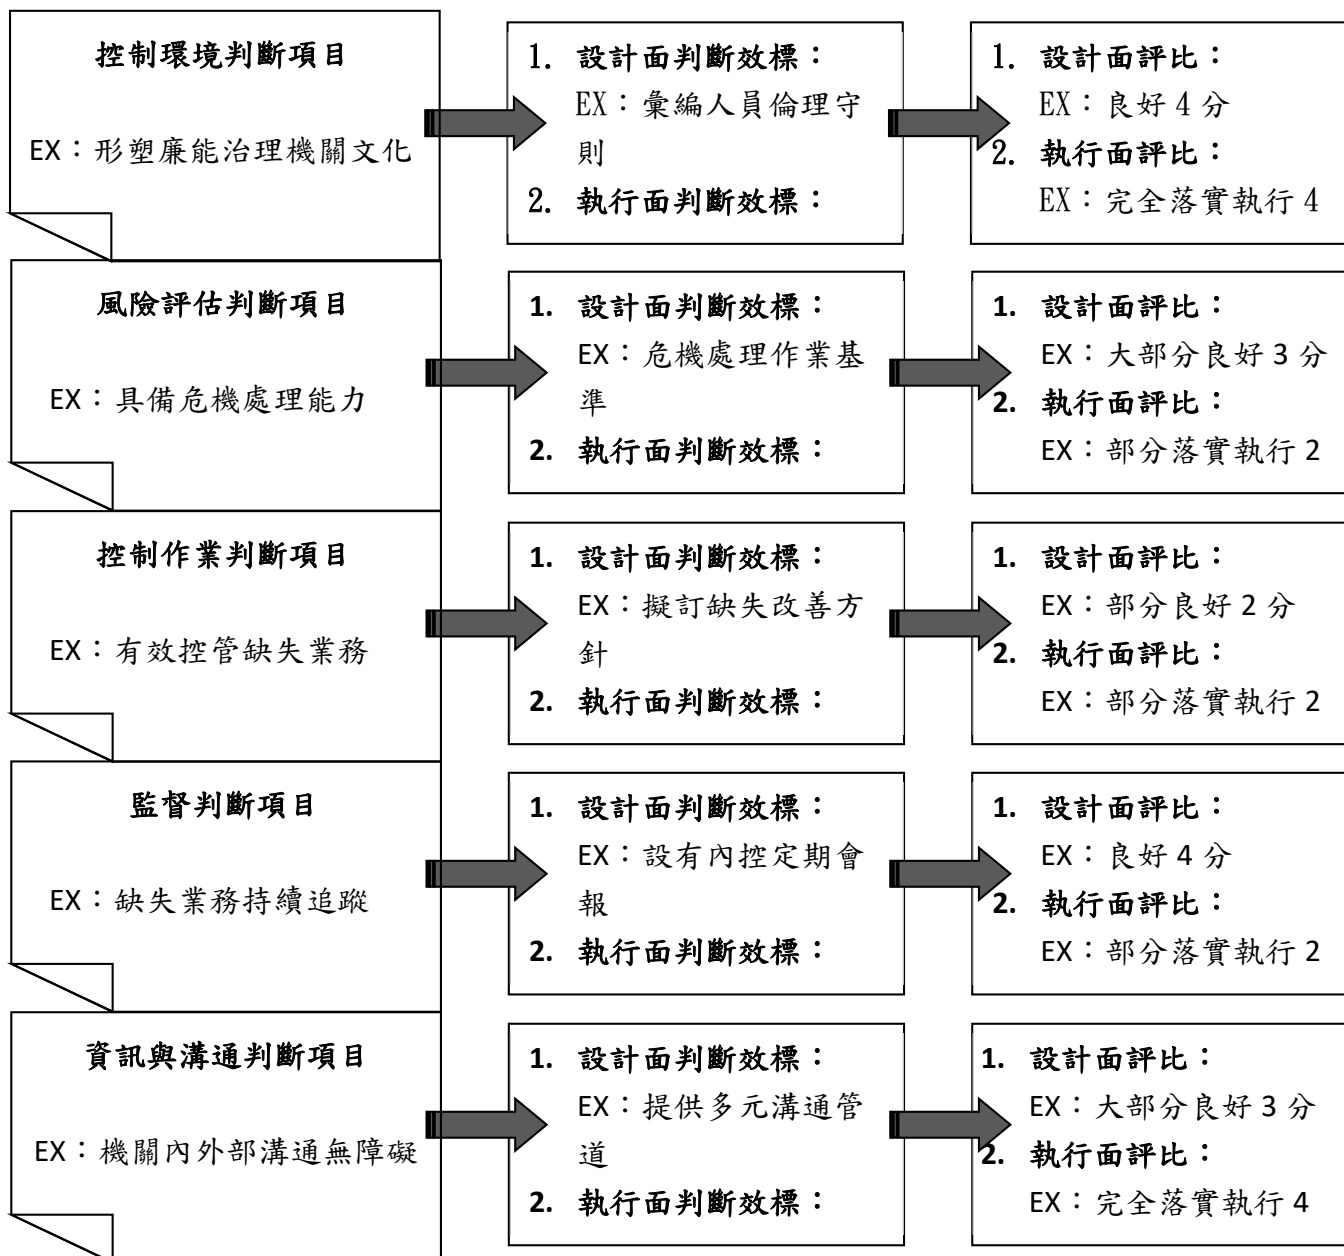 控制環境判斷項目
EX：形塑廉能治理機關文化
1. 設計面判斷效標：
EX：彙編人員倫理守
則
2. 執行面判斷效標：
1. 設計面評比：
EX：良好 4 分
2. 執行面評比：
EX：完全落實執行 4
風險評估判斷項目
EX：具備危機處理能力
1. 設計面判斷效標：
EX：危機處理作業基
準
2. 執行面判斷效標：
1. 設計面評比：
EX：大部分良好 3 分
2. 執行面評比：
EX：部分落實執行 2
控制作業判斷項目
EX：有效控管缺失業務
1. 設計面判斷效標：
EX：擬訂缺失改善方
針
2. 執行面判斷效標：
1. 設計面評比：
EX：部分良好 2 分
2. 執行面評比：
EX：部分落實執行 2
監督判斷項目
EX：缺失業務持續追蹤
1. 設計面判斷效標：
EX：設有內控定期會
報
2. 執行面判斷效標：
1. 設計面評比：
EX：良好 4 分
2. 執行面評比：
EX：部分落實執行 2
資訊與溝通判斷項目
EX：機關內外部溝通無障礙
1. 設計面判斷效標：
EX：提供多元溝通管
道
2. 執行面判斷效標：
1. 設計面評比：
EX：大部分良好 3 分
2. 執行面評比：
EX：完全落實執行 4